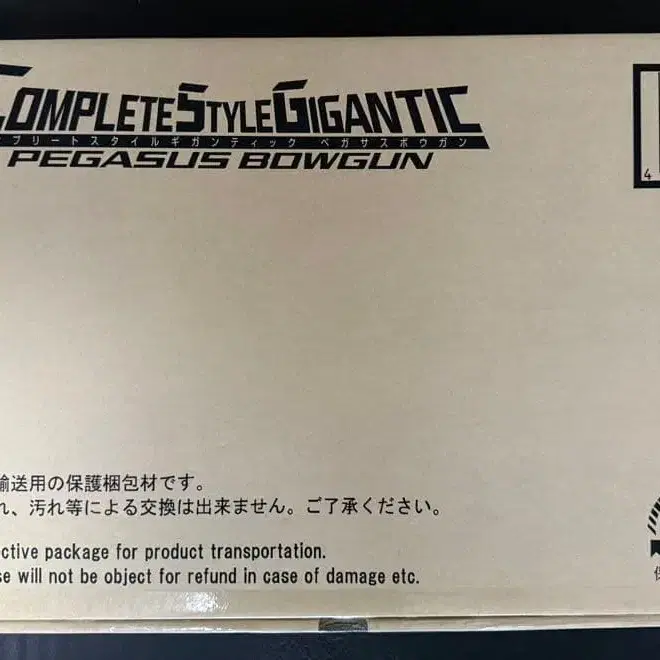 COMPLETE STYLE GIGANTIC
プリートスタイルギガンティック ペガサスボウガン
PEGASUS BOWGUN
4
輸送用の保護梱包材です。
れ、汚れ等による交換は出来ません。ご了承ください。
ective package for product transportation.
se will not be object for refund in case of damage etc.